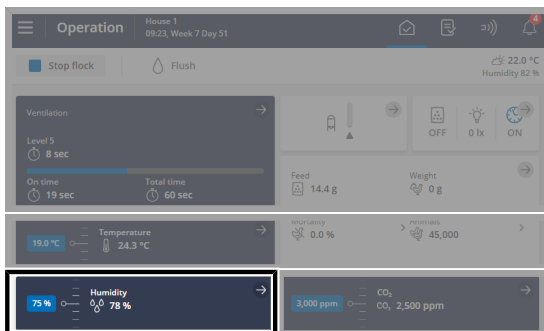 Operation
House 1
09:23, Week 7 Day 51
4
Stop flock
Flush
22.0 °C
Humidity 82 %
Ventilation
Level 5
8 sec
On time
19 sec
Total time
60 sec
OFF
0 lx
ON
Feed
14.4 g
Weight
0 g
19.0 °C
Temperature
24.3 °C
Mortality
0.0 %
Animals
45,000
75 %
Humidity
78 %
3,000 ppm
CO₂
CO₂ 2,500 ppm